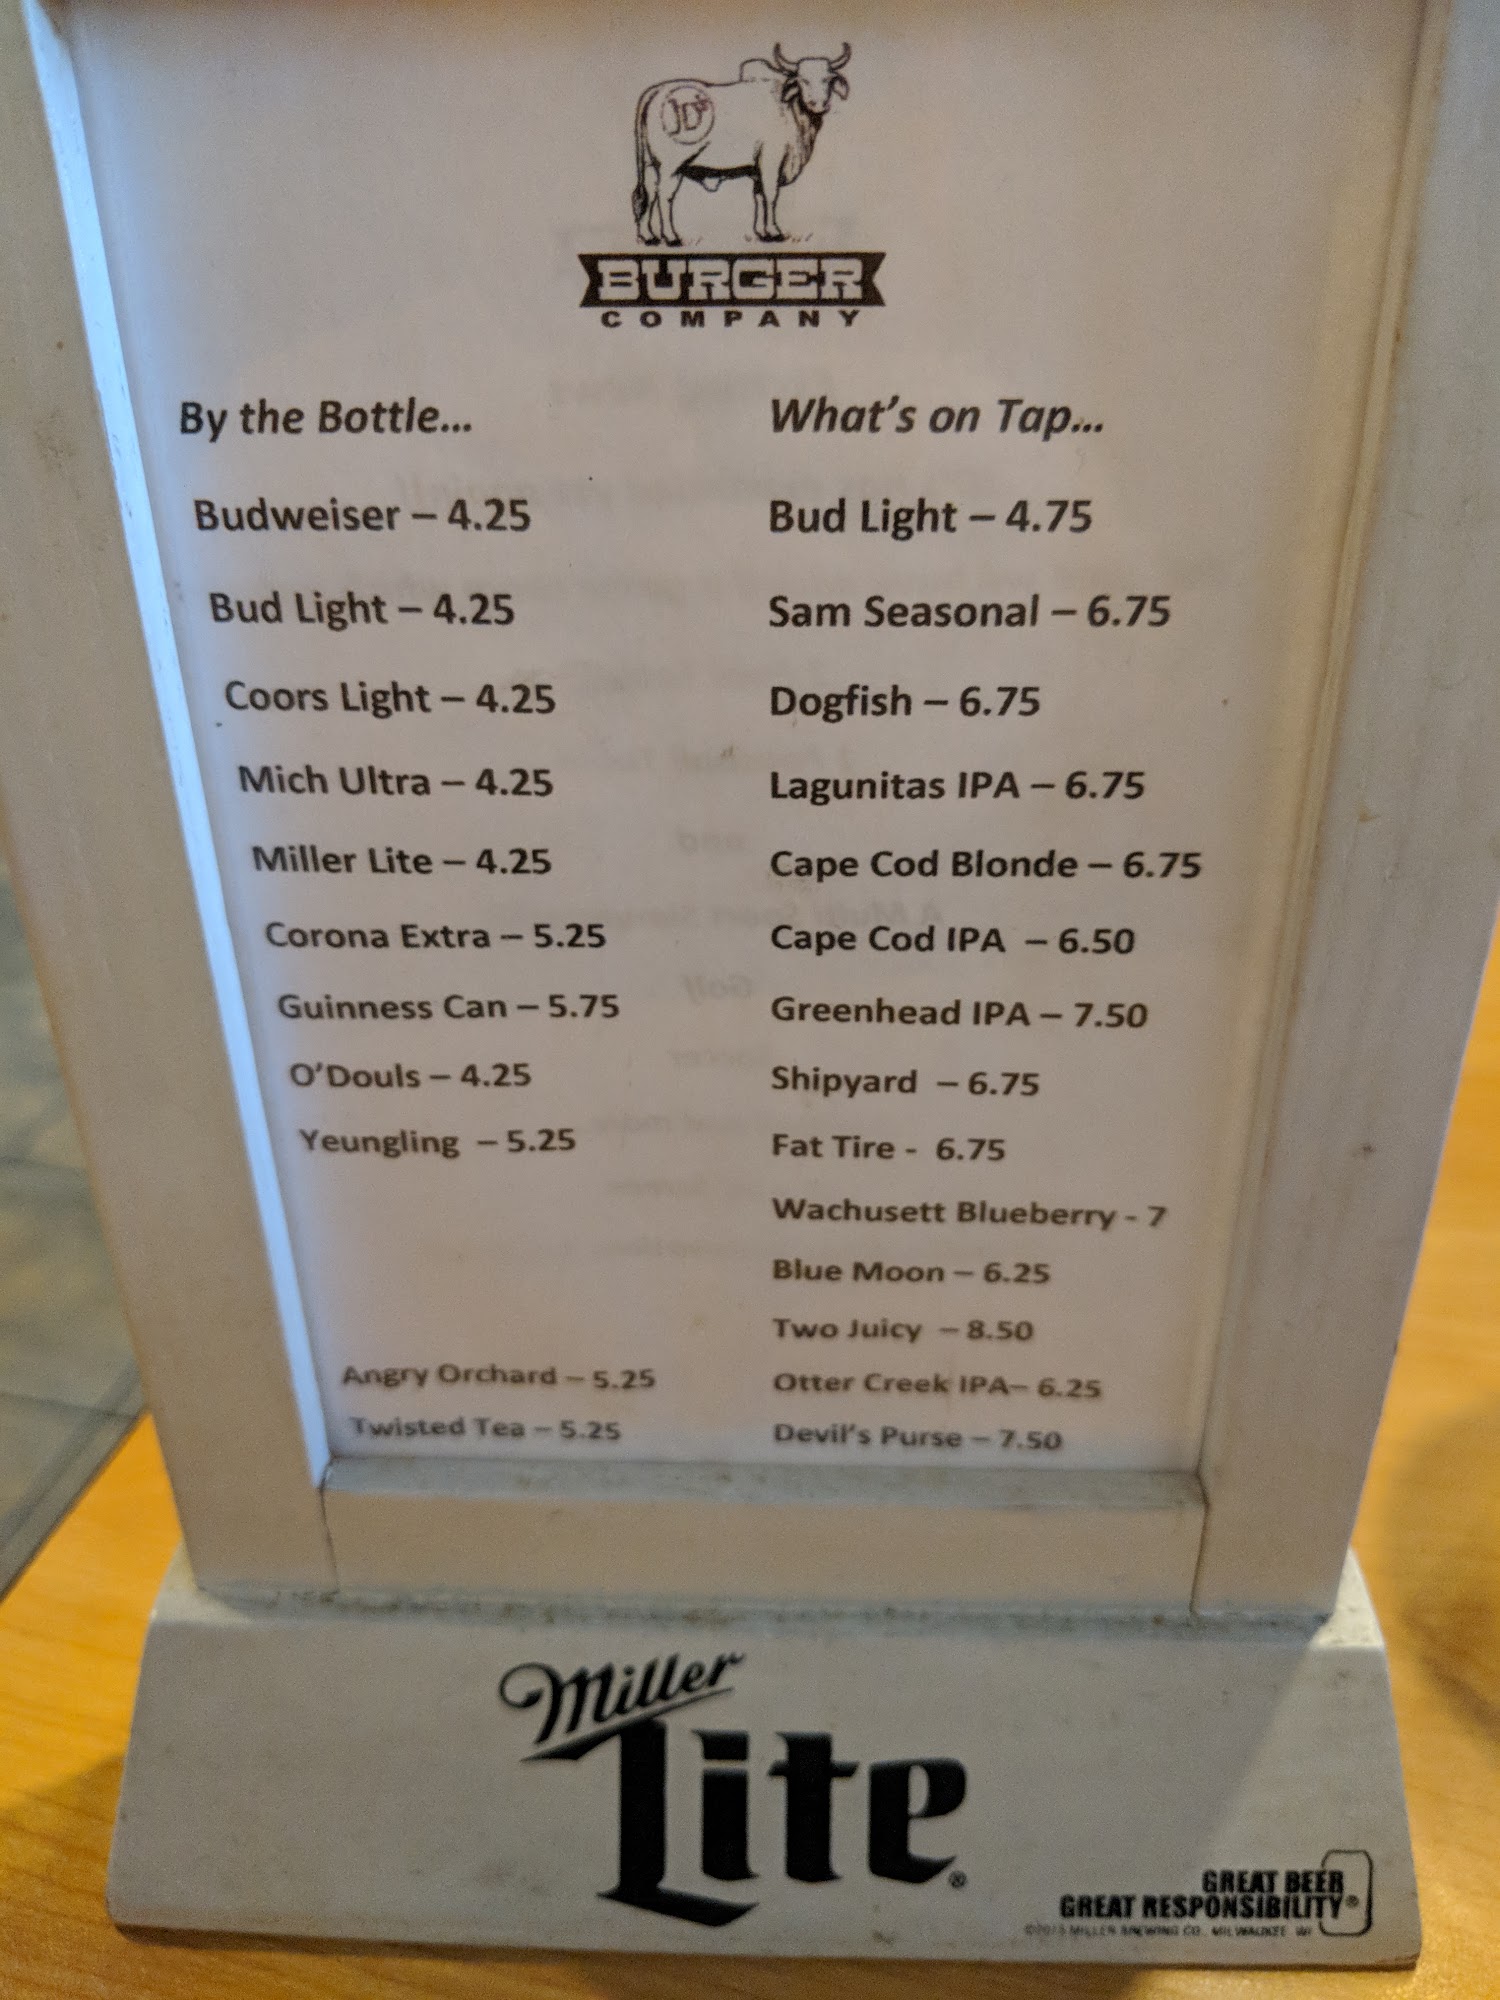 JD's
BURGER
COMPANY
By the Bottle...
Budweiser – 4.25
Bud Light – 4.25
Coors Light – 4.25
Mich Ultra – 4.25
Miller Lite – 4.25
Corona Extra – 5.25
Guinness Can – 5.75
O'Douls – 4.25
Yeungling – 5.25
Angry Orchard – 5.25
Twisted Tea – 5.25
What's on Tap...
Bud Light – 4.75
Sam Seasonal – 6.75
Dogfish – 6.75
Lagunitas IPA – 6.75
Cape Cod Blonde – 6.75
Cape Cod IPA – 6.50
Greenhead IPA – 7.50
Shipyard – 6.75
Fat Tire - 6.75
Wachusett Blueberry - 7
Blue Moon – 6.25
Two Juicy – 8.50
Otter Creek IPA– 6.25
Devil's Purse – 7.50
Miller
Lite®
GREAT BEER
GREAT RESPONSIBILITY®
MILLER BREWING CO., MILWAUKEE, WI